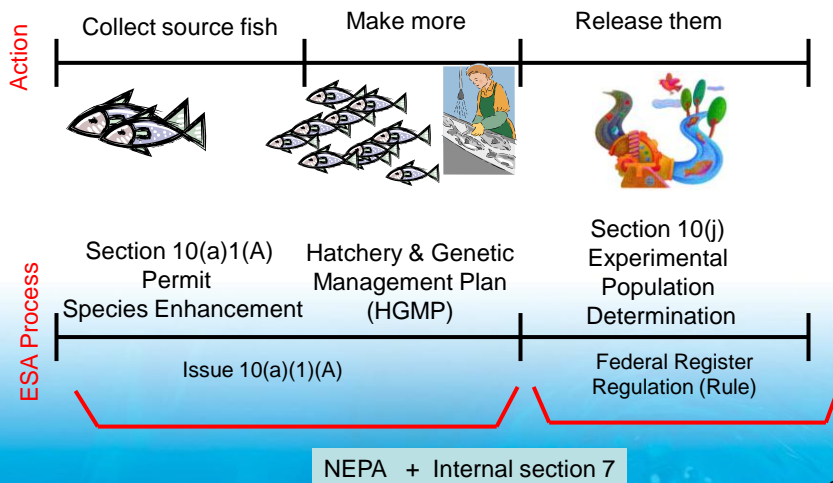 Action
Collect source fish
Make more
Release them
ESA Process
Section 10(a)1(A)
Permit
Species Enhancement
Hatchery & Genetic
Management Plan
(HGMP)
Section 10(j)
Experimental
Population
Determination
Issue 10(a)(1)(A)
Federal Register
Regulation (Rule)
NEPA + Internal section 7